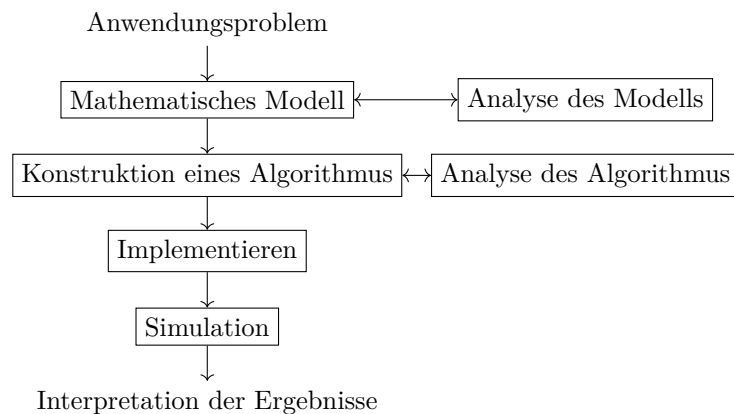 Anwendungsproblem
Mathematisches Modell
Analyse des Modells
Konstruktion eines Algorithmus
Analyse des Algorithmus
Implementieren
Simulation
Interpretation der Ergebnisse